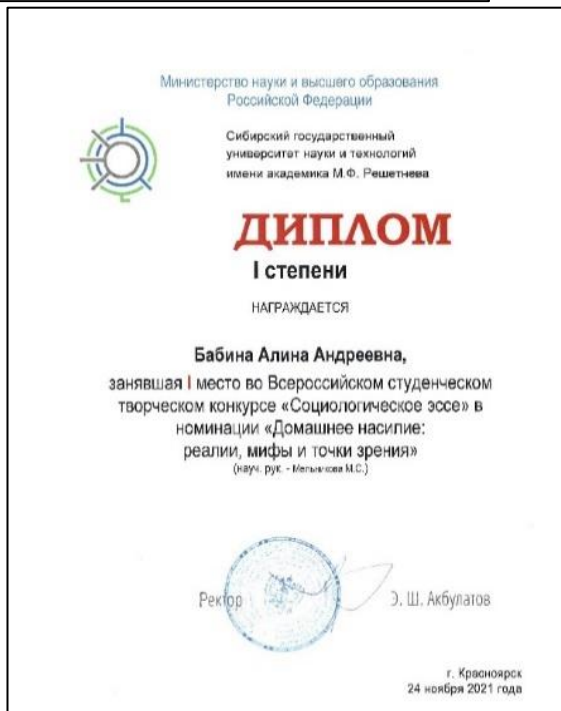 Министерство науки и высшего образования
Российской Федерации
Сибирский государственный
университет науки и технологий
имени академика М.Ф. Решетнева
ДИПЛОМ
I степени
НАГРАЖДАЕТСЯ
Бабина Алина Андреевна,
занявшая I место во Всероссийском студенческом
творческом конкурсе «Социологическое эссе» в
номинации «Домашнее насилие:
реалии, мифы и точки зрения»
(науч. рук. - Мельникова М.С.)
Ректор Э. Ш. Акбулатов
г. Красноярск
24 ноября 2021 года